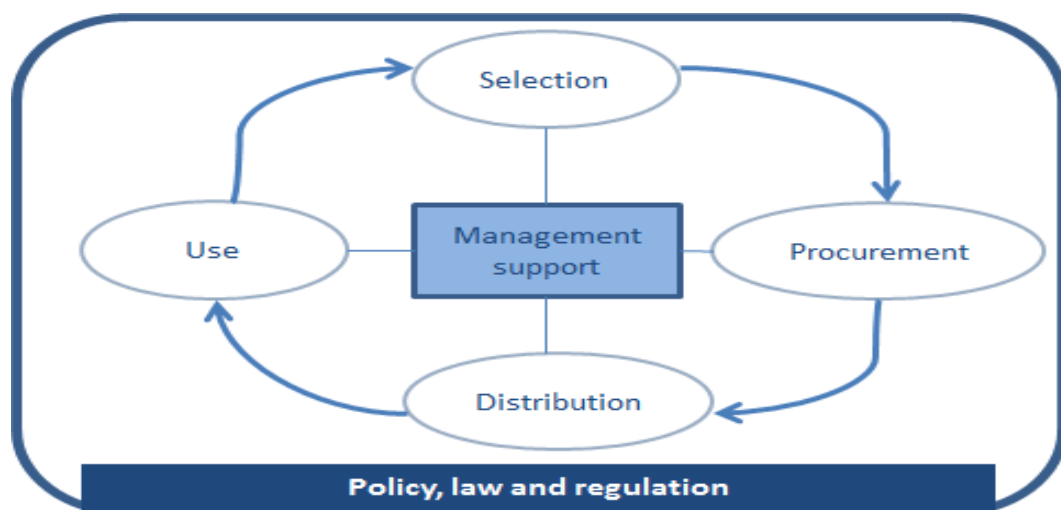 Selection
Use
Management
support
Procurement
Distribution
Policy, law and regulation